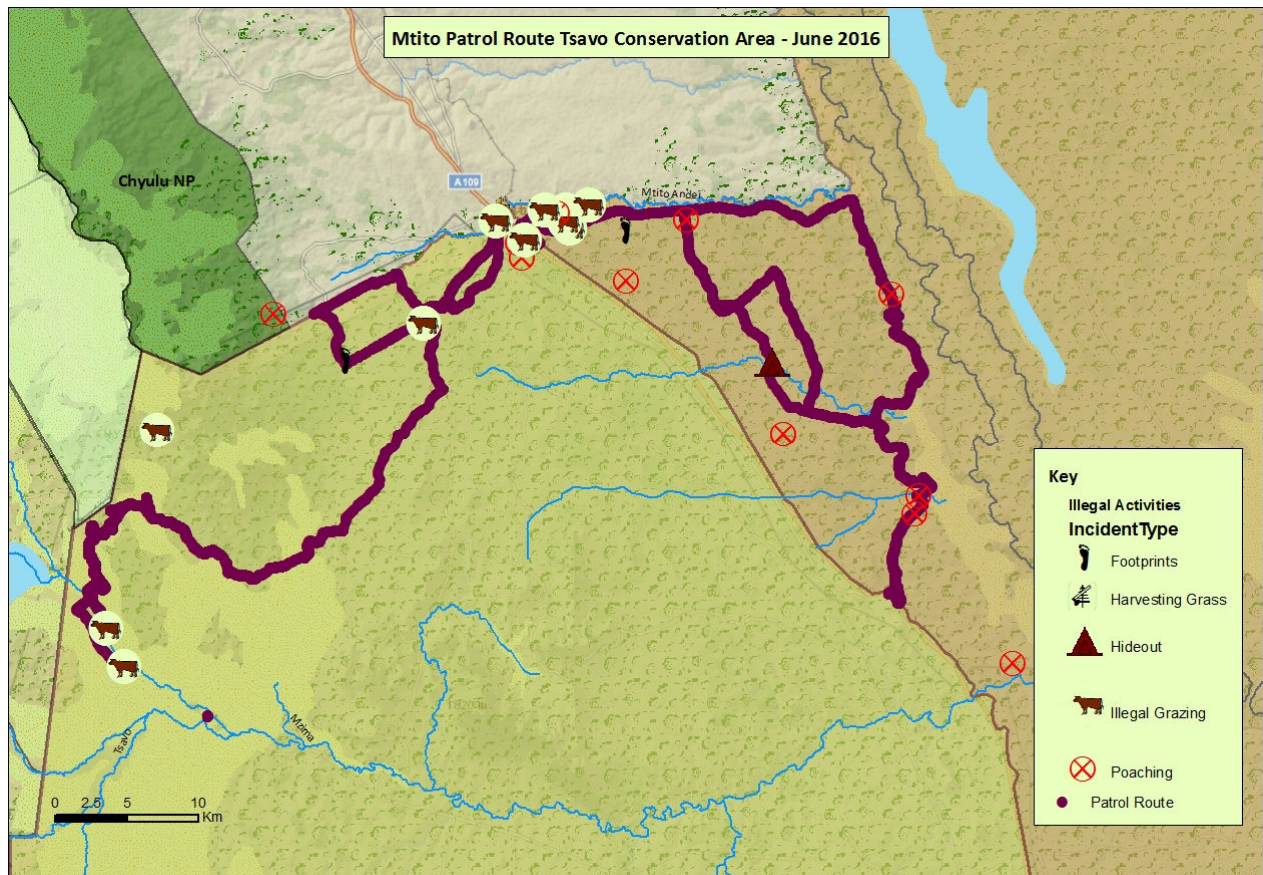 Mtito Patrol Route Tsavo Conservation Area - June 2016
Chyulu NP
A 109
Mtito Andei
Mzima
Tsavo
0 2.5 5 10
Km
Key
Illegal Activities
IncidentType
Footprints
Harvesting Grass
Hideout
Illegal Grazing
Poaching
Patrol Route